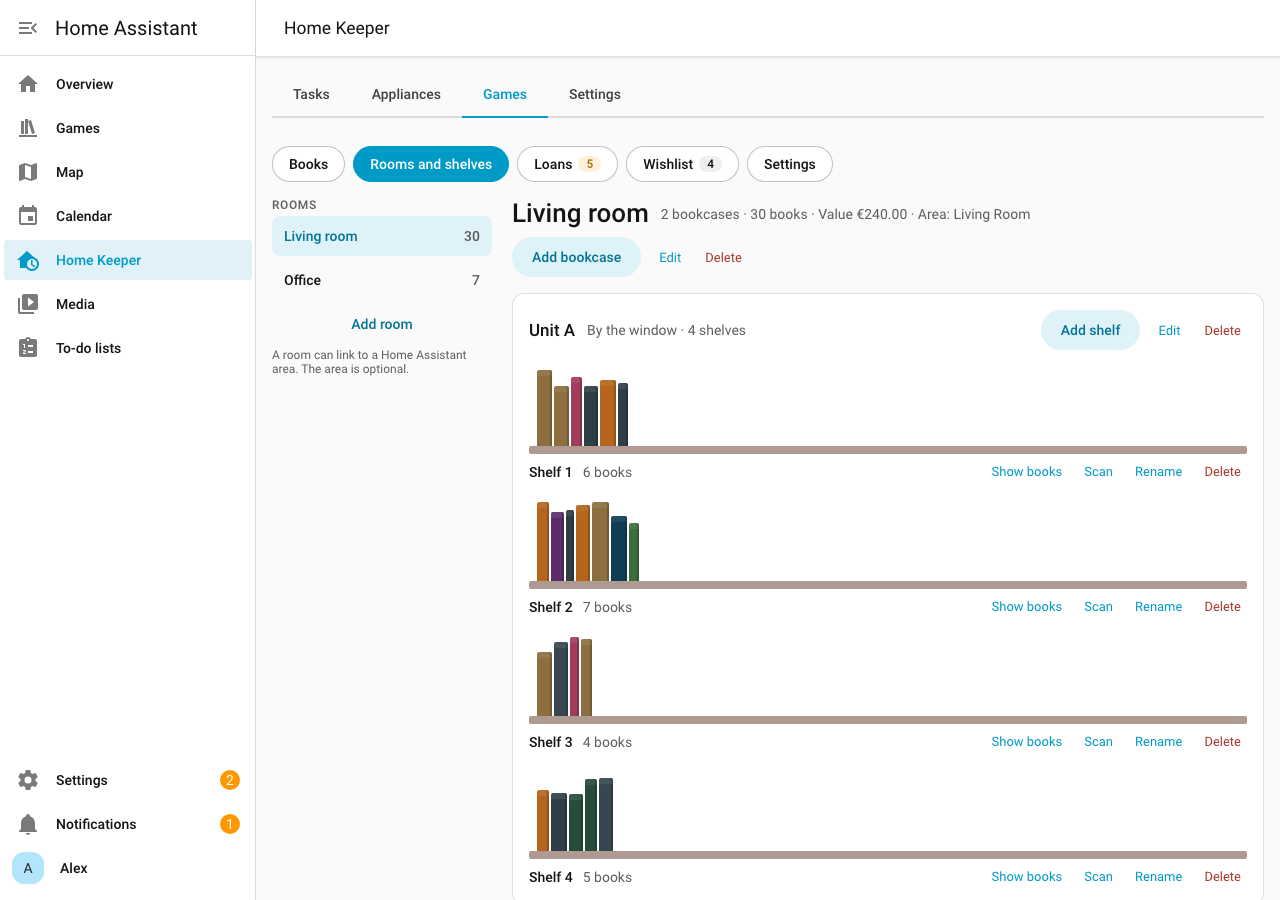 Home Assistant
Overview
Games
Map
Calendar
Home Keeper
Media
To-do lists
Settings 2
Notifications 1
A Alex
Home Keeper
Tasks Appliances Games Settings
Books Rooms and shelves Loans 5 Wishlist 4 Settings
ROOMS
Living room 30
Office 7
Add room
A room can link to a Home Assistant
area. The area is optional.
Living room 2 bookcases · 30 books · Value €240.00 · Area: Living Room
Add bookcase Edit Delete
Unit A By the window · 4 shelves Add shelf Edit Delete
Shelf 1 6 books Show books Scan Rename Delete
Shelf 2 7 books Show books Scan Rename Delete
Shelf 3 4 books Show books Scan Rename Delete
Shelf 4 5 books Show books Scan Rename Delete